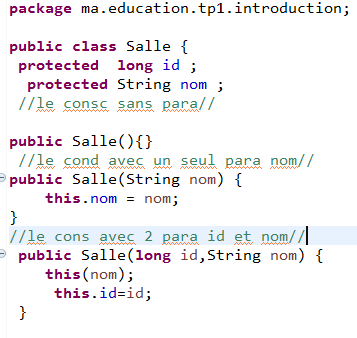 package ma.education.tp1.introduction;
public class Salle {
protected long id ;
protected String nom ;
//le consc sans para//
public Salle(){}
//le cond avec un seul para nom//
public Salle(String nom) {
this.nom = nom;
}
//le cons avec 2 para id et nom//
public Salle(long id,String nom) {
this(nom);
this.id=id;
}